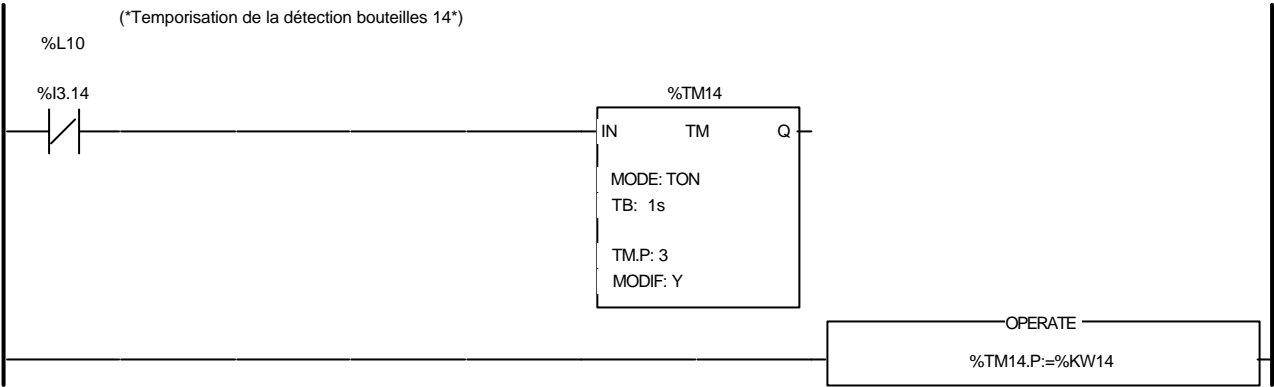 (*Temporisation de la détection bouteilles 14*)
%L10
%I3.14
%TM14
IN TM Q
MODE: TON
TB: 1s
TM.P: 3
MODIF: Y
OPERATE
%TM14.P:=%KW14